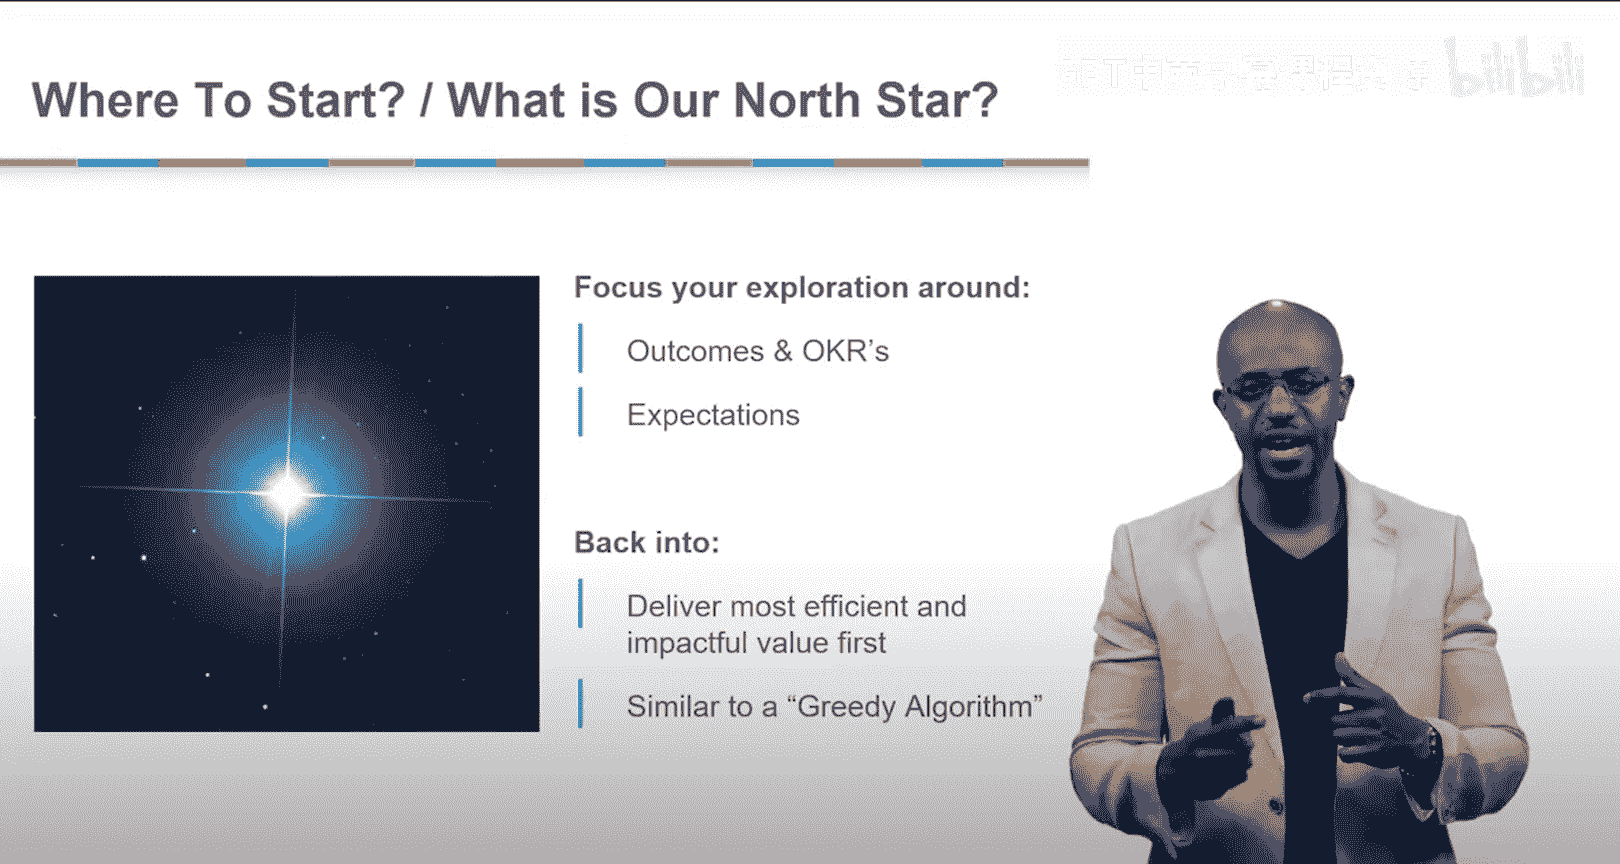 Where To Start? / What is Our North Star?
bilibili
Focus your exploration around:
Outcomes & OKR’s
Expectations
Back into:
Deliver most efficient and
impactful value first
Similar to a “Greedy Algorithm”